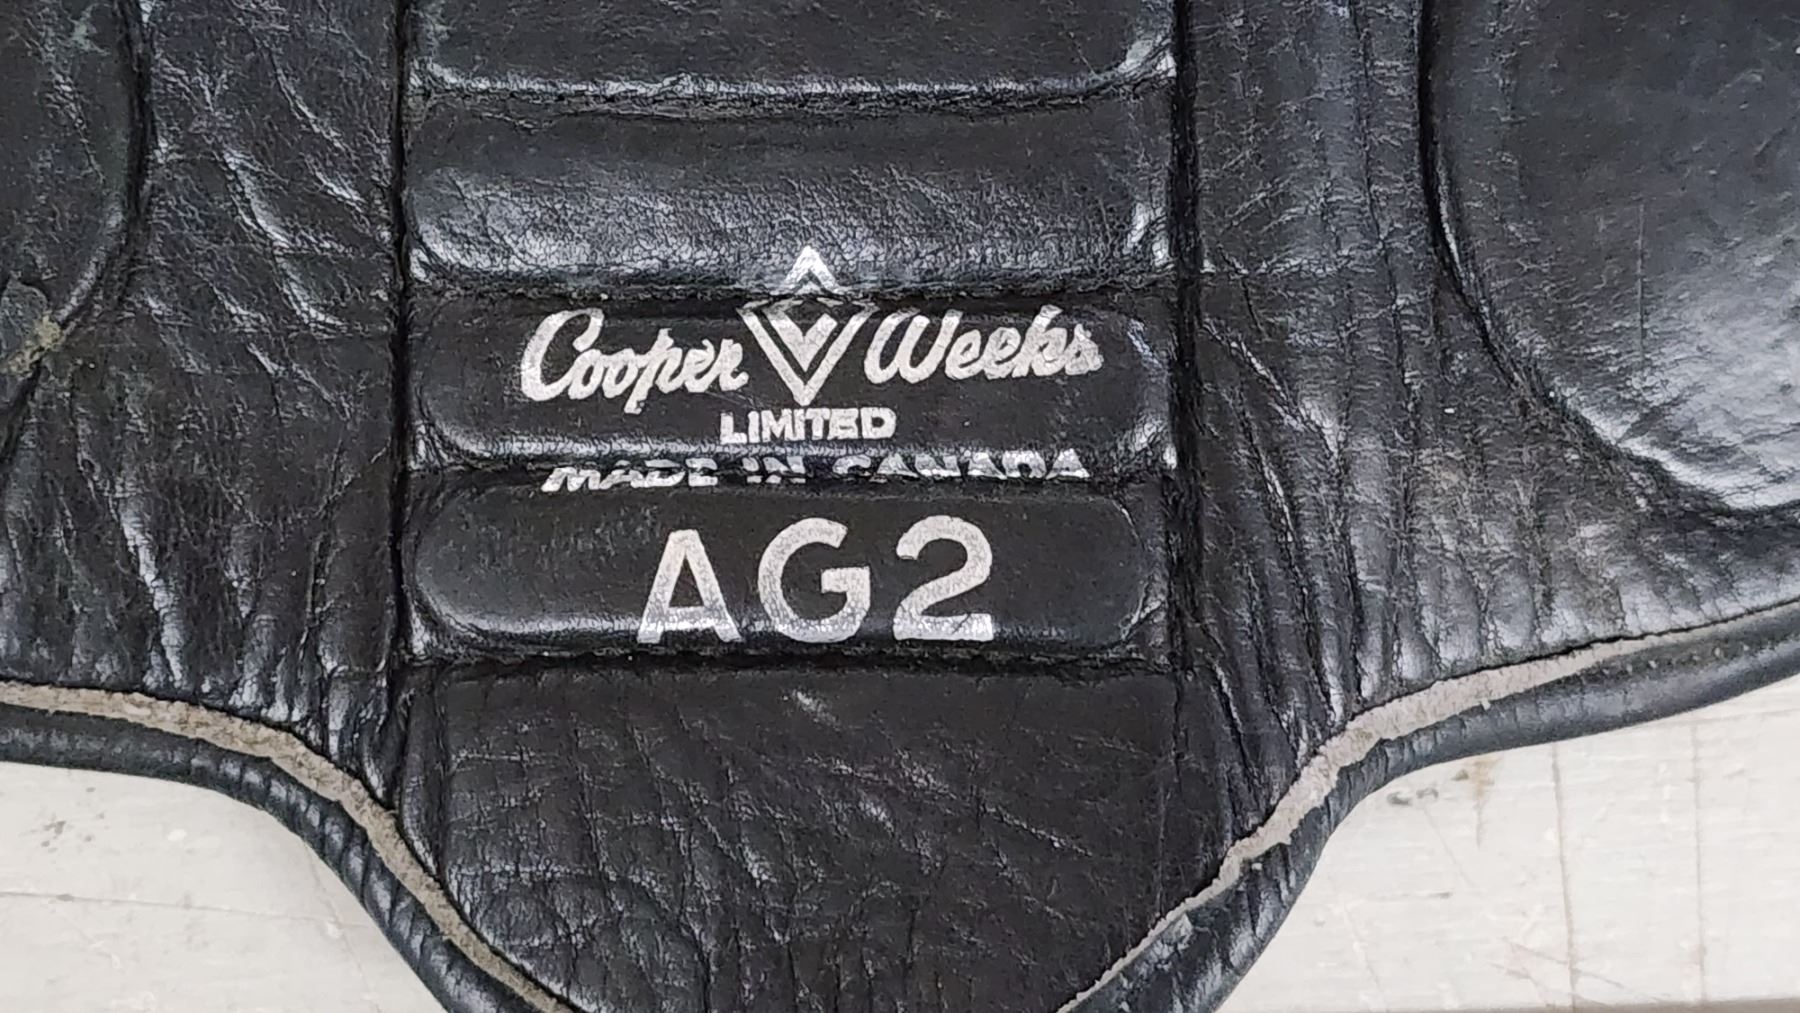 Cooper Weeks
LIMITED
MADE IN CANADA
AG2